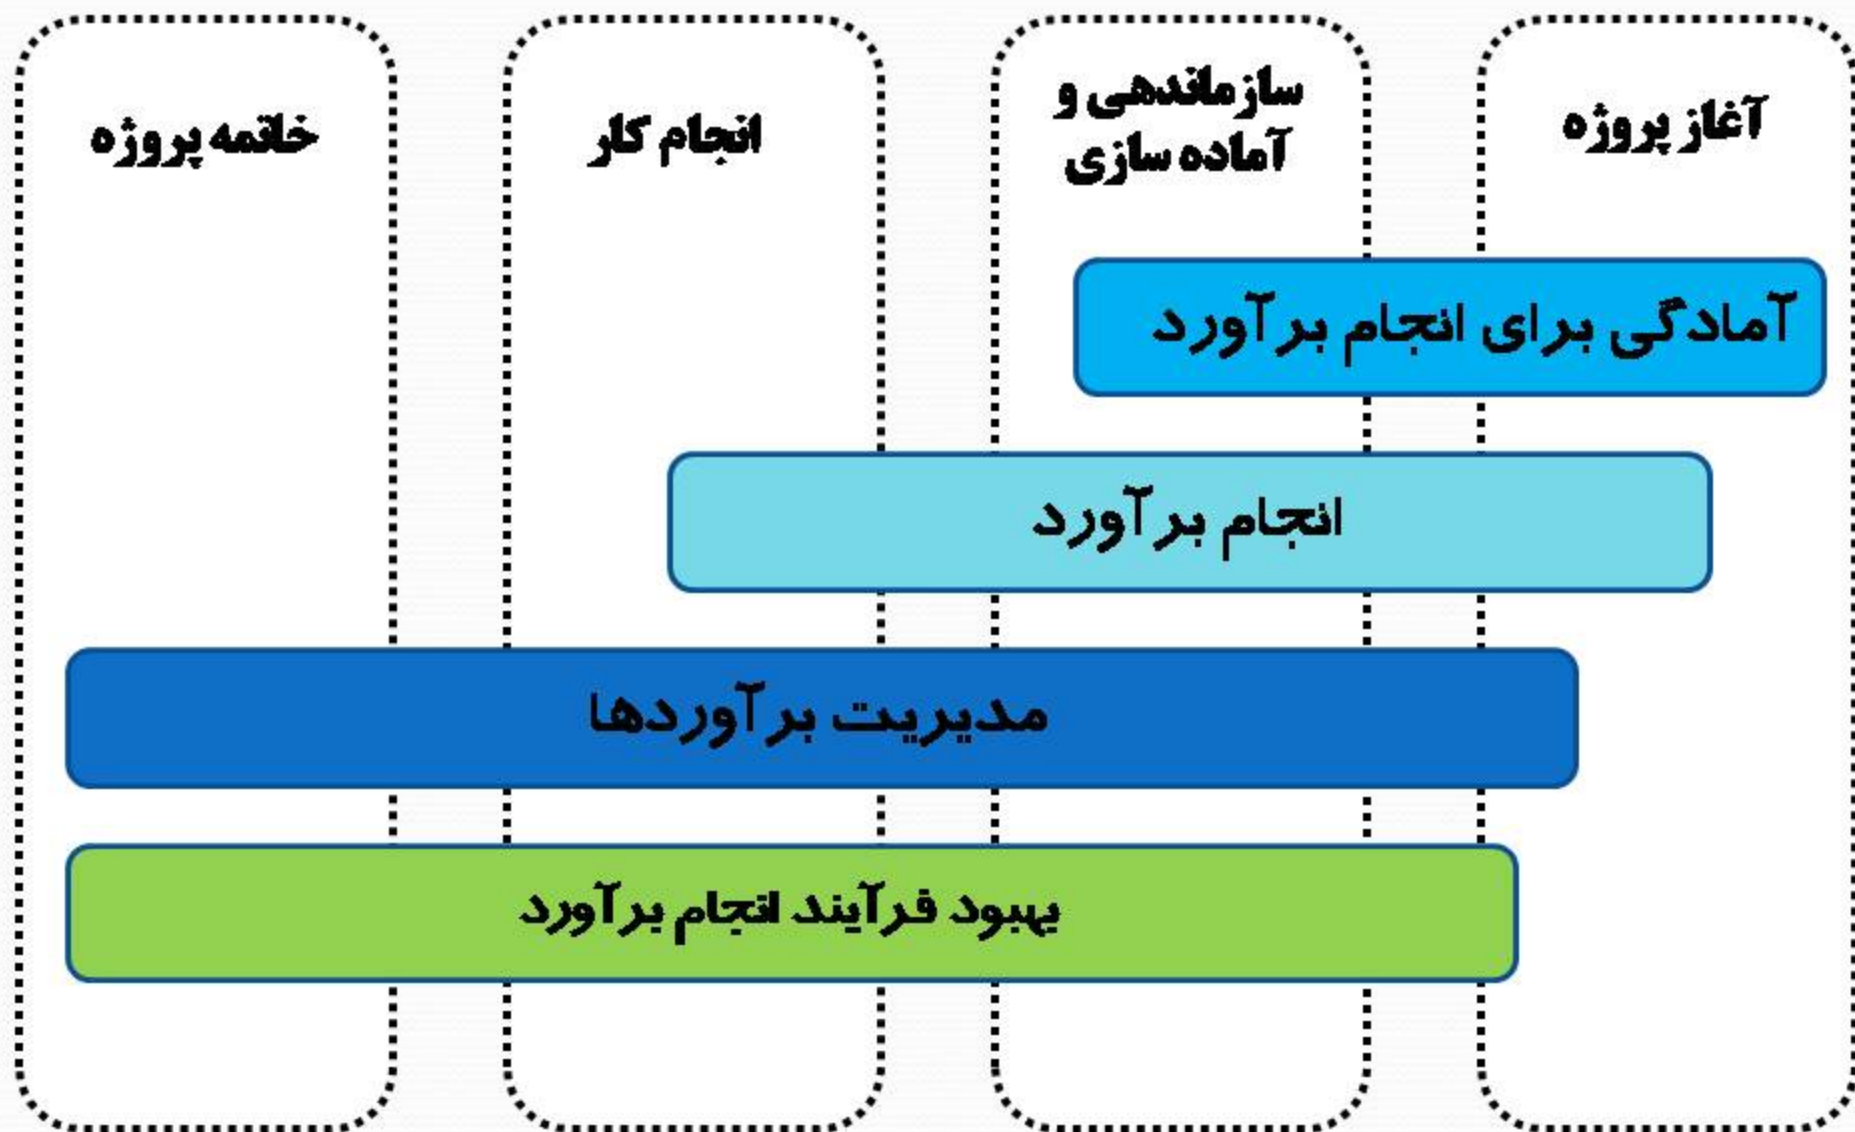 آغاز پروژه
سازماندهی و
آماده سازی
انجام کار
خاتمه پروژه
آمادگی برای انجام برآورد
انجام برآورد
مدیریت برآوردها
بهبود فرآیند انجام برآورد